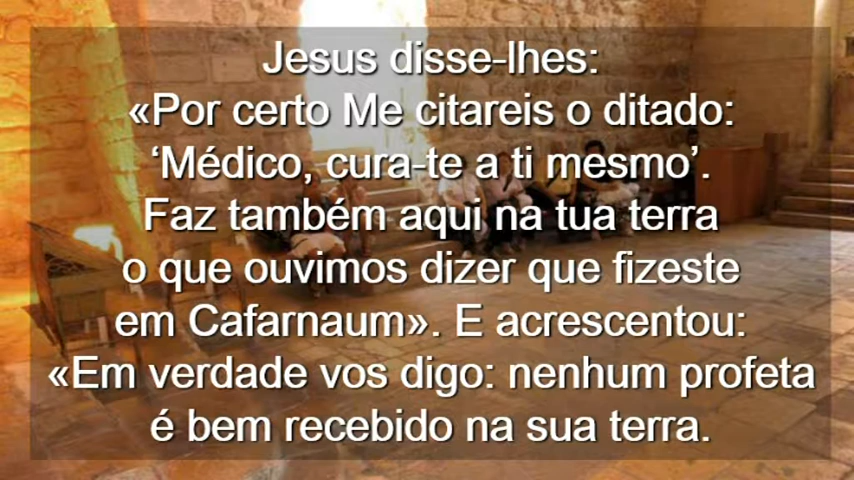 Jesus disse-lhes:
«Por certo Me citareis o ditado:
‘Médico, cura-te a ti mesmo’.
Faz também aqui na tua terra
o que ouvimos dizer que fizeste
em Cafarnaum». E acrescentou:
«Em verdade vos digo: nenhum profeta
é bem recebido na sua terra.